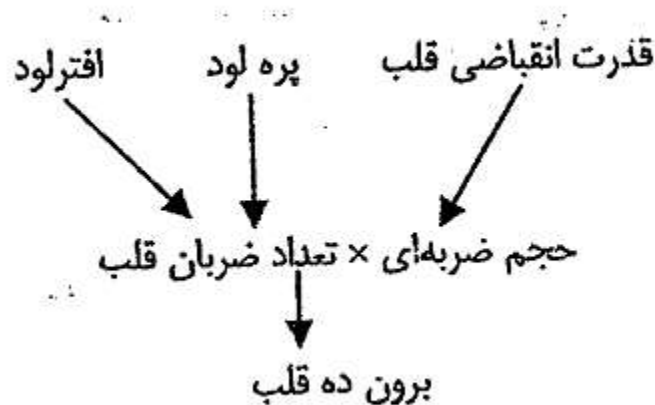 قدرت انقباضی قلب پره لود افترلود
حجم ضربه‌ای × تعداد ضربان قلب
برون ده قلب